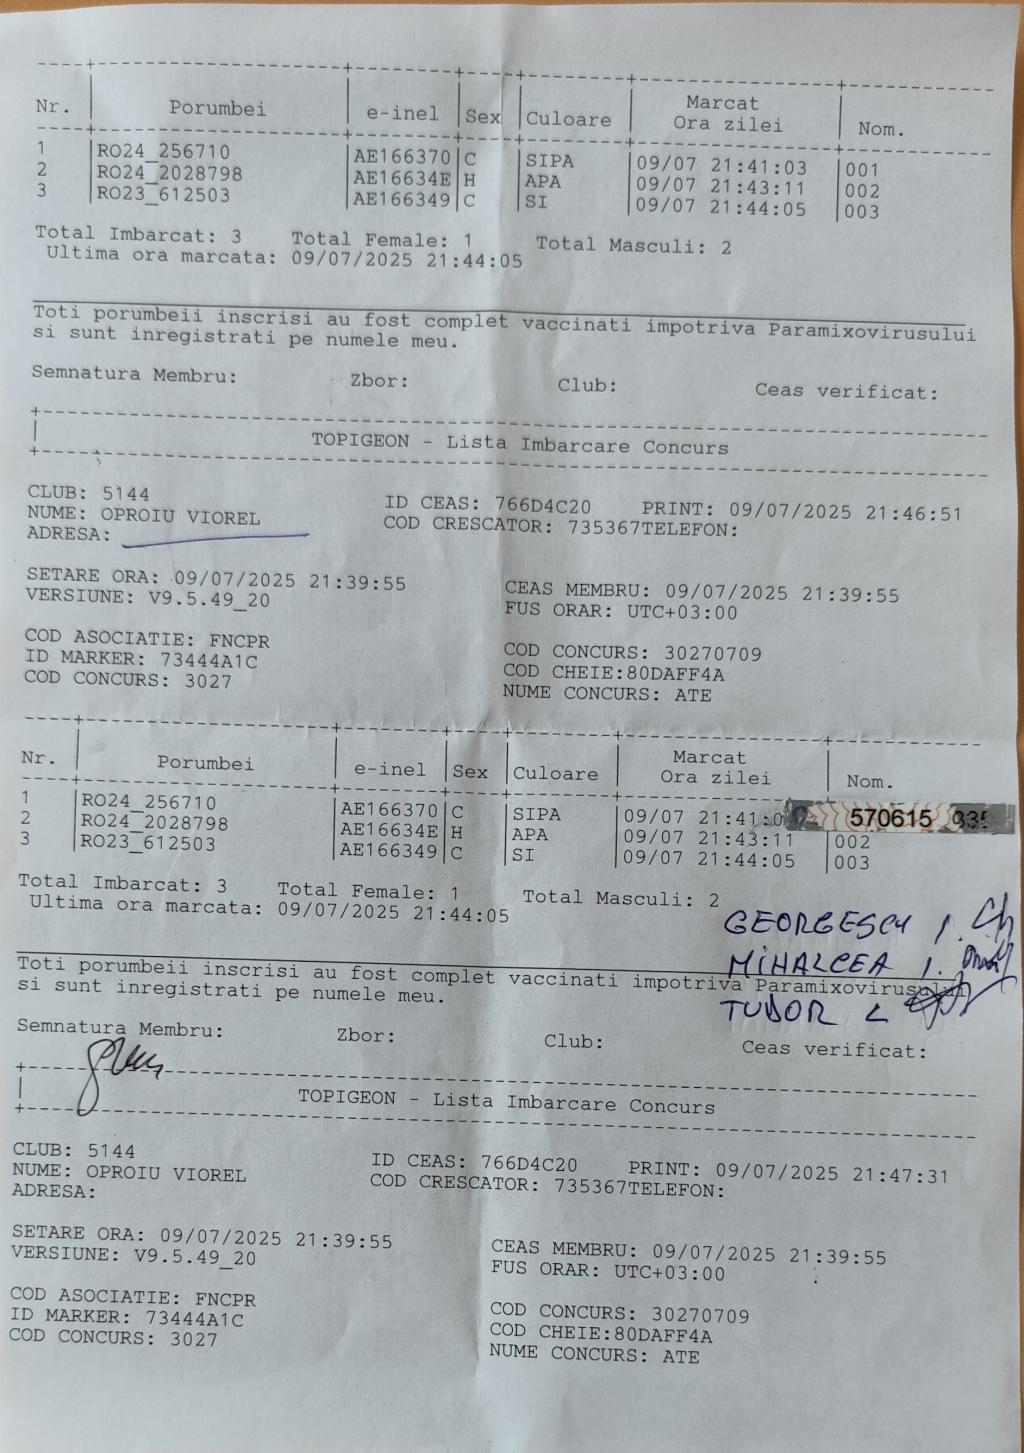 Nr. Porumbei e-inel Sex Culoare Marcat Ora zilei Nom.
1 RO24_256710 AE166370 C SIPA 09/07 21:41:03 001
2 RO24_2028798 AE16634E H APA 09/07 21:43:11 002
3 RO23_612503 AE166349 C SI 09/07 21:44:05 003
Total Imbarcat: 3 Total Female: 1 Total Masculi: 2
Ultima ora marcata: 09/07/2025 21:44:05
Toti porumbeii inscrisi au fost complet vaccinati impotriva Paramixovirusului
si sunt inregistrati pe numele meu.
Semnatura Membru: Zbor: Club: Ceas verificat:
TOPIGEON - Lista Imbarcare Concurs
CLUB: 5144 ID CEAS: 766D4C20 PRINT: 09/07/2025 21:46:51
NUME: OPROIU VIOREL COD CRESCATOR: 735367TELEFON:
ADRESA:
SETARE ORA: 09/07/2025 21:39:55 CEAS MEMBRU: 09/07/2025 21:39:55
VERSIUNE: V9.5.49_20 FUS ORAR: UTC+03:00
COD ASOCIATIE: FNCPR COD CONCURS: 30270709
ID MARKER: 73444A1C COD CHEIE:80DAFF4A
COD CONCURS: 3027 NUME CONCURS: ATE
Nr. Porumbei e-inel Sex Culoare Marcat Ora zilei Nom.
1 RO24_256710 AE166370 C SIPA 09/07 21:41:0 570615
2 RO24_2028798 AE16634E H APA 09/07 21:43:11 002
3 RO23_612503 AE166349 C SI 09/07 21:44:05 003
Total Imbarcat: 3 Total Female: 1 Total Masculi: 2
Ultima ora marcata: 09/07/2025 21:44:05
GEORGESCU I.
MIHALCEA I.
Toti porumbeii inscrisi au fost complet vaccinati impotriva Paramixovirusului
si sunt inregistrati pe numele meu.
TUDOR L
Semnatura Membru: Zbor: Club: Ceas verificat:
TOPIGEON - Lista Imbarcare Concurs
CLUB: 5144 ID CEAS: 766D4C20 PRINT: 09/07/2025 21:47:31
NUME: OPROIU VIOREL COD CRESCATOR: 735367TELEFON:
ADRESA:
SETARE ORA: 09/07/2025 21:39:55 CEAS MEMBRU: 09/07/2025 21:39:55
VERSIUNE: V9.5.49_20 FUS ORAR: UTC+03:00
COD ASOCIATIE: FNCPR COD CONCURS: 30270709
ID MARKER: 73444A1C COD CHEIE:80DAFF4A
COD CONCURS: 3027 NUME CONCURS: ATE